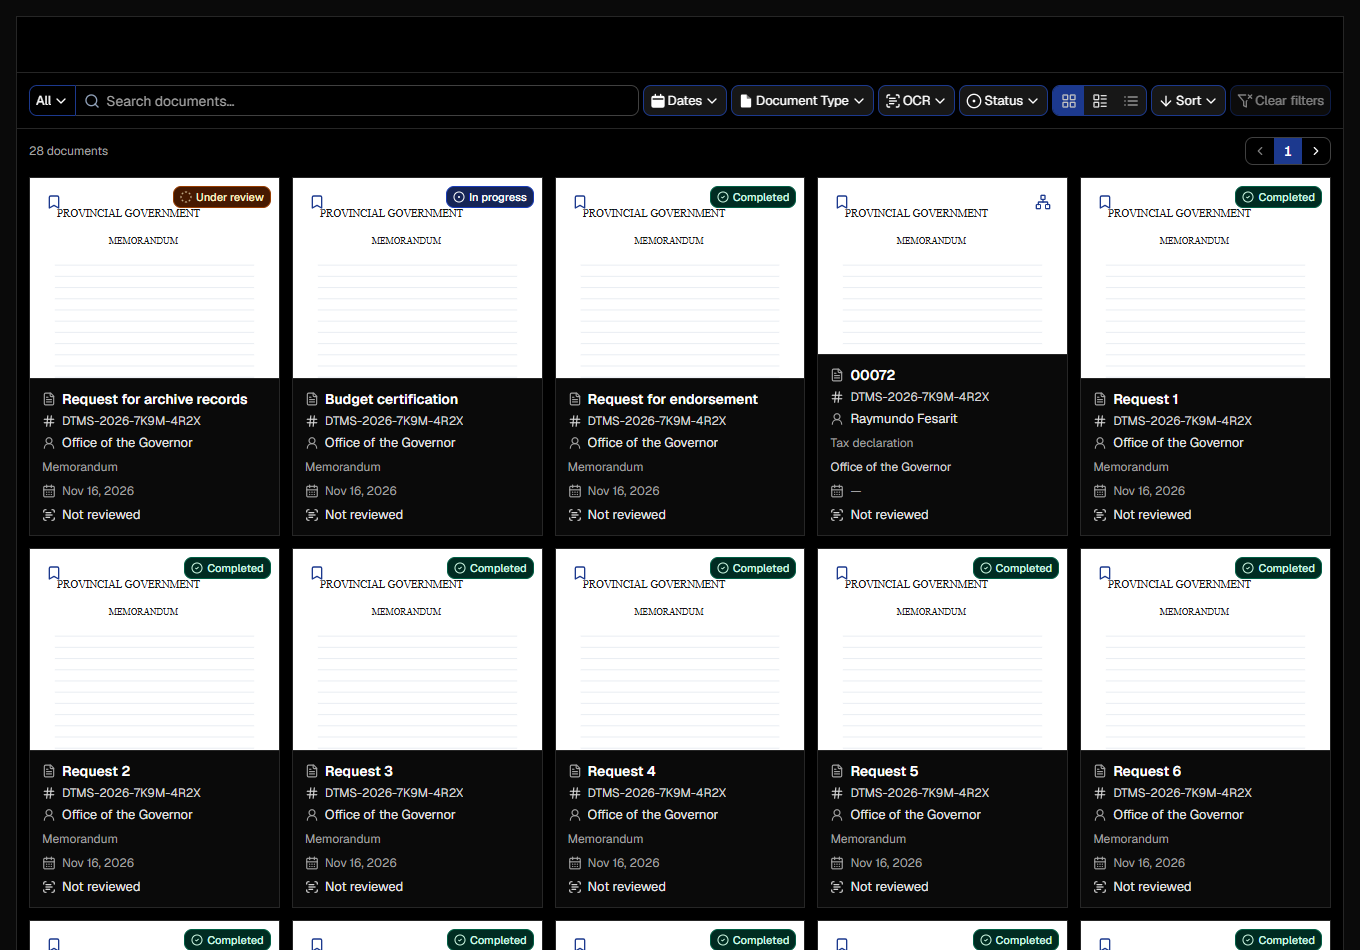 All
Search documents...
Dates
Document Type
OCR
Status
Sort
Clear filters
28 documents
1
Under review
PROVINCIAL GOVERNMENT
MEMORANDUM
Request for archive records
DTMS-2026-7K9M-4R2X
Office of the Governor
Memorandum
Nov 16, 2026
Not reviewed
In progress
PROVINCIAL GOVERNMENT
MEMORANDUM
Budget certification
DTMS-2026-7K9M-4R2X
Office of the Governor
Memorandum
Nov 16, 2026
Not reviewed
Completed
PROVINCIAL GOVERNMENT
MEMORANDUM
Request for endorsement
DTMS-2026-7K9M-4R2X
Office of the Governor
Memorandum
Nov 16, 2026
Not reviewed
PROVINCIAL GOVERNMENT
MEMORANDUM
00072
DTMS-2026-7K9M-4R2X
Raymundo Fesarit
Tax declaration
Office of the Governor
—
Not reviewed
Completed
PROVINCIAL GOVERNMENT
MEMORANDUM
Request 1
DTMS-2026-7K9M-4R2X
Office of the Governor
Memorandum
Nov 16, 2026
Not reviewed
Completed
PROVINCIAL GOVERNMENT
MEMORANDUM
Request 2
DTMS-2026-7K9M-4R2X
Office of the Governor
Memorandum
Nov 16, 2026
Not reviewed
Completed
PROVINCIAL GOVERNMENT
MEMORANDUM
Request 3
DTMS-2026-7K9M-4R2X
Office of the Governor
Memorandum
Nov 16, 2026
Not reviewed
Completed
PROVINCIAL GOVERNMENT
MEMORANDUM
Request 4
DTMS-2026-7K9M-4R2X
Office of the Governor
Memorandum
Nov 16, 2026
Not reviewed
Completed
PROVINCIAL GOVERNMENT
MEMORANDUM
Request 5
DTMS-2026-7K9M-4R2X
Office of the Governor
Memorandum
Nov 16, 2026
Not reviewed
Completed
PROVINCIAL GOVERNMENT
MEMORANDUM
Request 6
DTMS-2026-7K9M-4R2X
Office of the Governor
Memorandum
Nov 16, 2026
Not reviewed
Completed
Completed
Completed
Completed
Completed